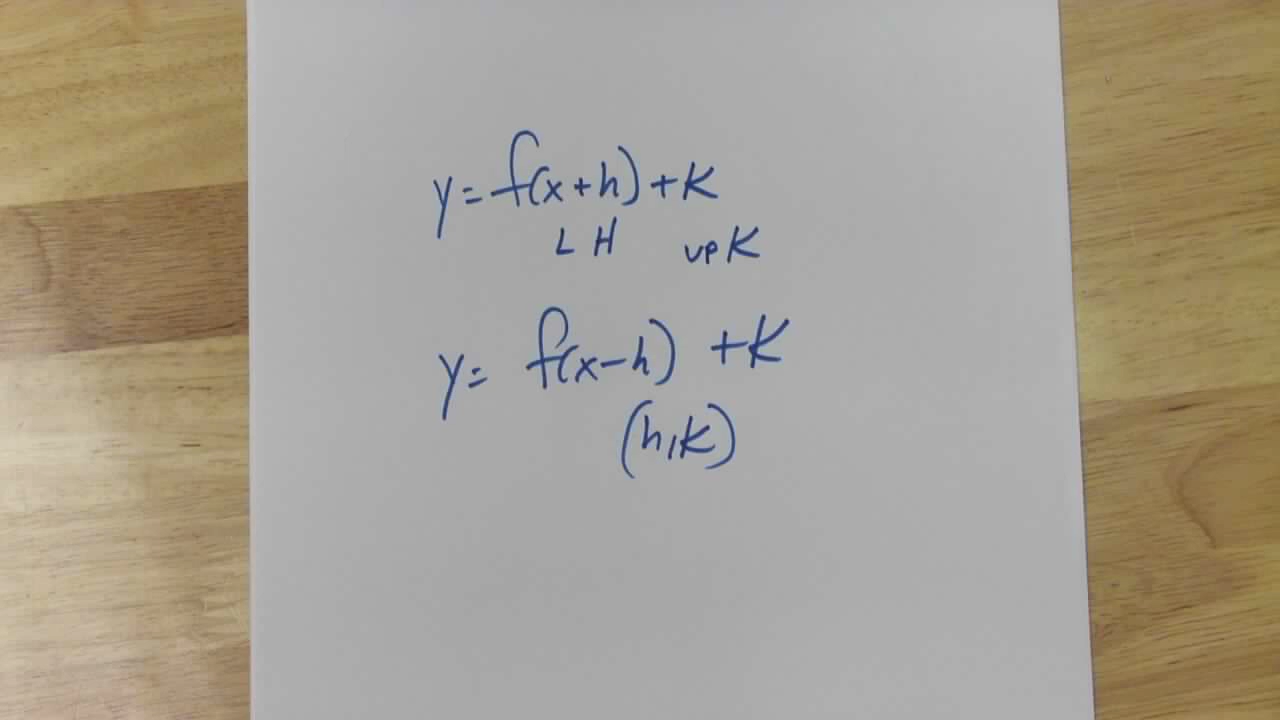 y=f(x+h)+K
L H up K
y= f(x-h) +K
(h,K)